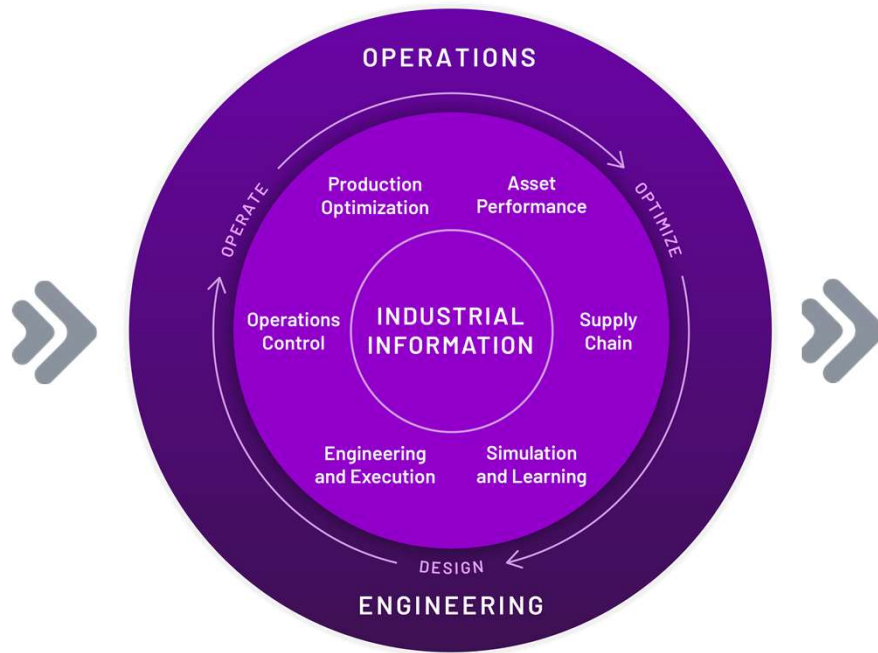 OPERATIONS
OPERATE
OPTIMIZE
Production
Optimization
Asset
Performance
Operations
Control
INDUSTRIAL
INFORMATION
Supply
Chain
Engineering
and Execution
Simulation
and Learning
DESIGN
ENGINEERING